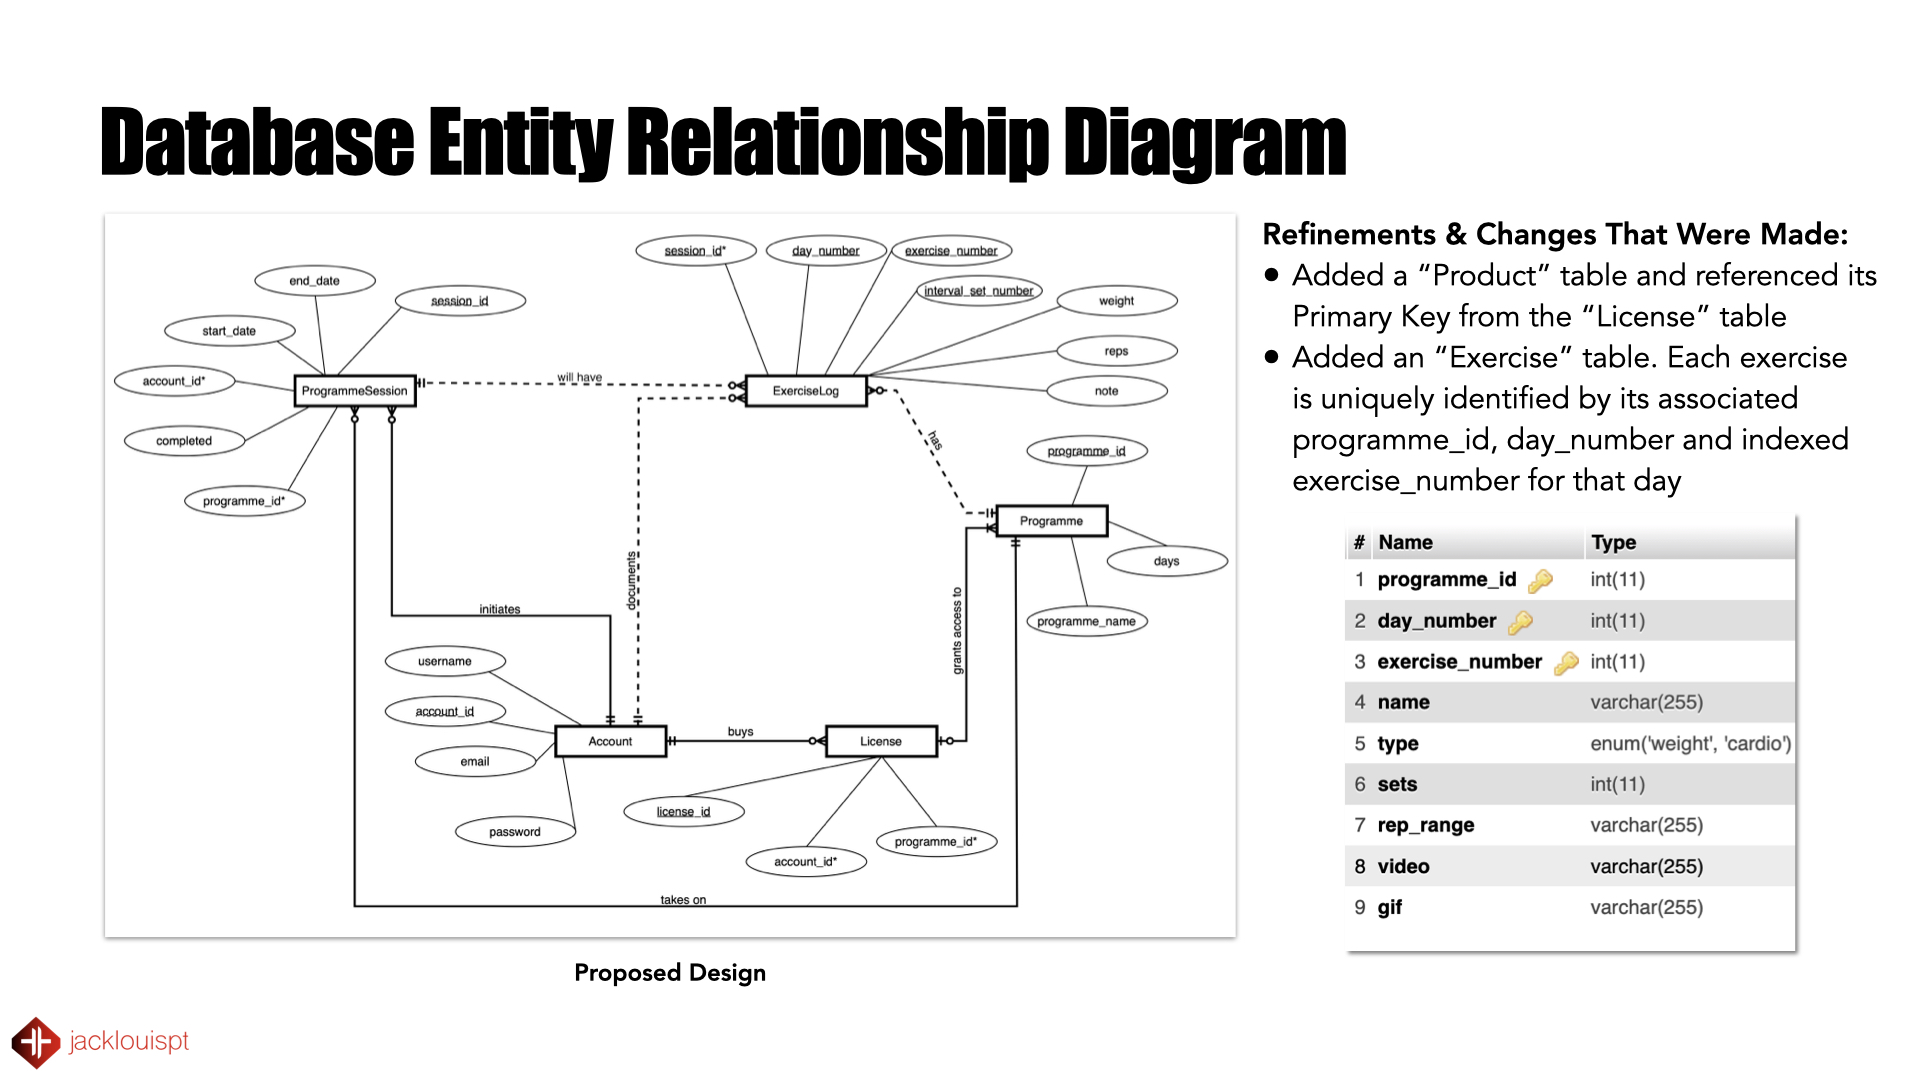 Database Entity Relationship Diagram
session_id*
day_number
exercise_number
end_date
session_id
interval_set_number
weight
start_date
reps
account_id*
will have
ProgrammeSession
ExerciseLog
note
completed
has
programme_id
programme_id*
Programme
days
documents
initiates
grants access to
programme_name
username
account_id
buys
Account
License
email
license_id
password
programme_id*
account_id*
takes on
Proposed Design
Refinements & Changes That Were Made:
• Added a “Product” table and referenced its
Primary Key from the “License” table
• Added an “Exercise” table. Each exercise
is uniquely identified by its associated
programme_id, day_number and indexed
exercise_number for that day
# Name Type
1 programme_id int(11)
2 day_number int(11)
3 exercise_number int(11)
4 name varchar(255)
5 type enum('weight', 'cardio')
6 sets int(11)
7 rep_range varchar(255)
8 video varchar(255)
9 gif varchar(255)
jacklouispt